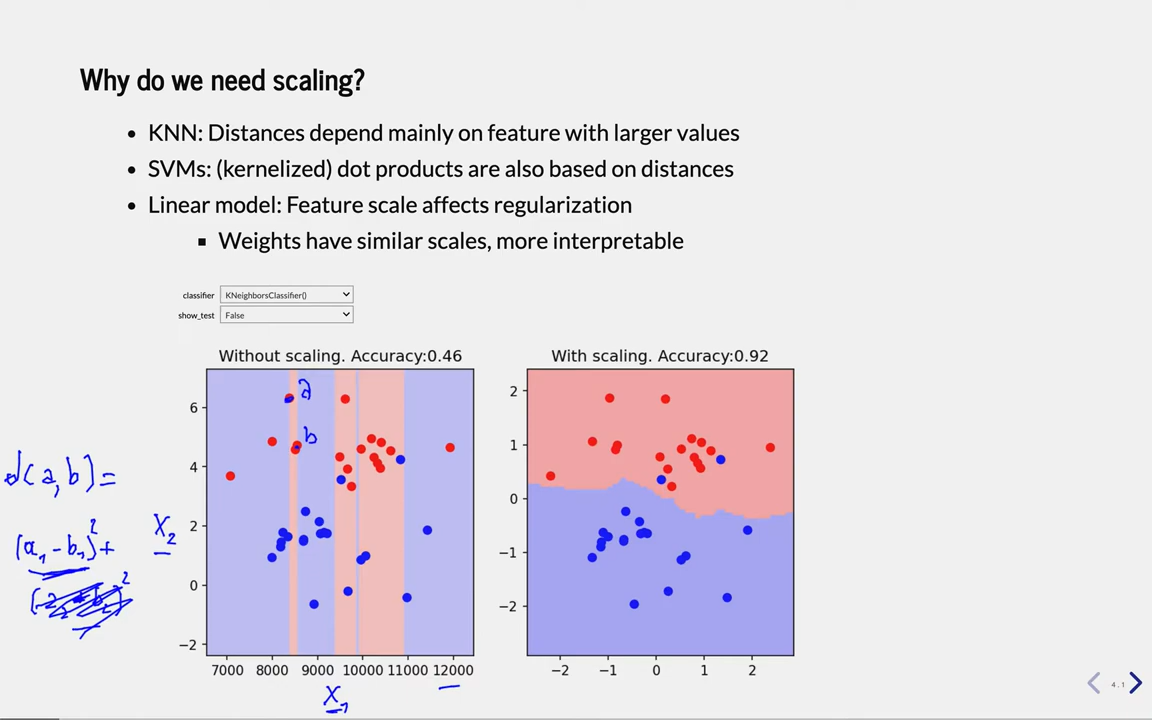 Why do we need scaling?
• KNN: Distances depend mainly on feature with larger values
• SVMs: (kernelized) dot products are also based on distances
• Linear model: Feature scale affects regularization
▪ Weights have similar scales, more interpretable
classifier KNeighborsClassifier()
show_test False
Without scaling. Accuracy:0.46
6
4
2
0
−2
7000 8000 9000 10000 11000 12000
a
b
X₂
X₁
With scaling. Accuracy:0.92
2
1
0
−1
−2
−2 −1 0 1 2
d(a,b)=
(a₁-b₁)²+
4.1